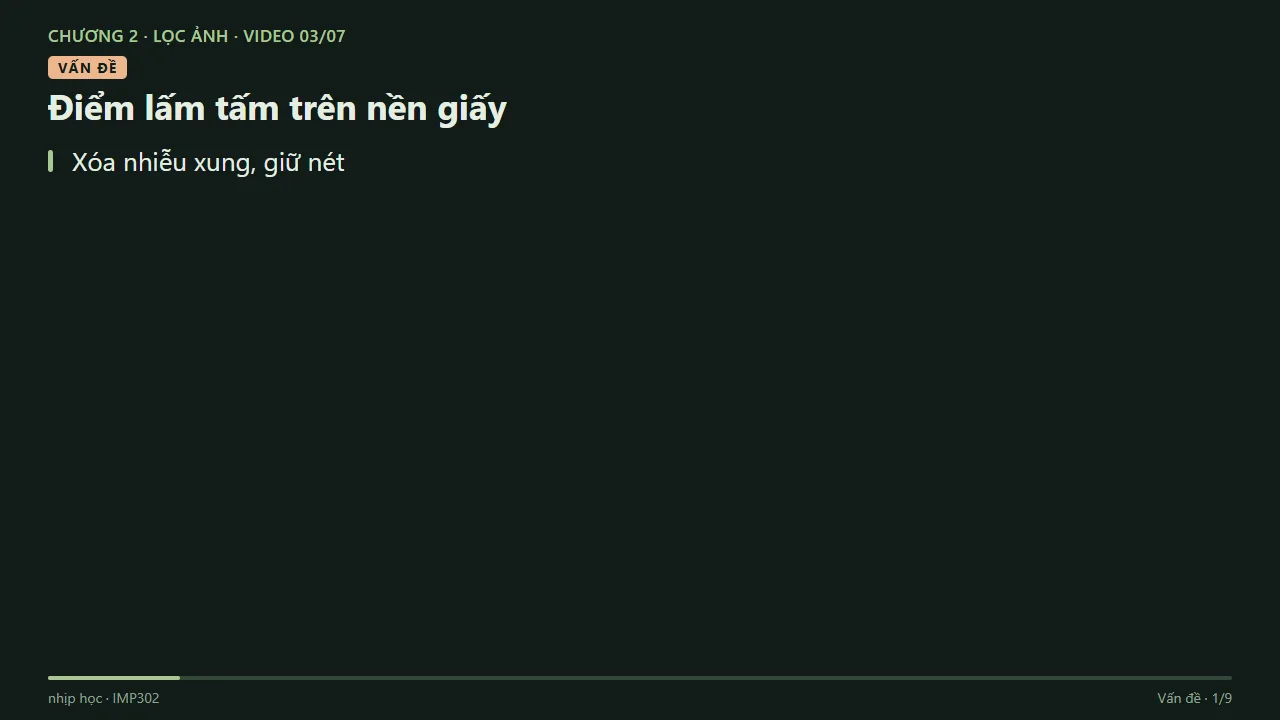 CHƯƠNG 2 · LỌC ẢNH · VIDEO 03/07
VẤN ĐỀ
Điểm lấm tấm trên nền giấy
Xóa nhiễu xung, giữ nét
nhịp học · IMP302
Vấn đề · 1/9